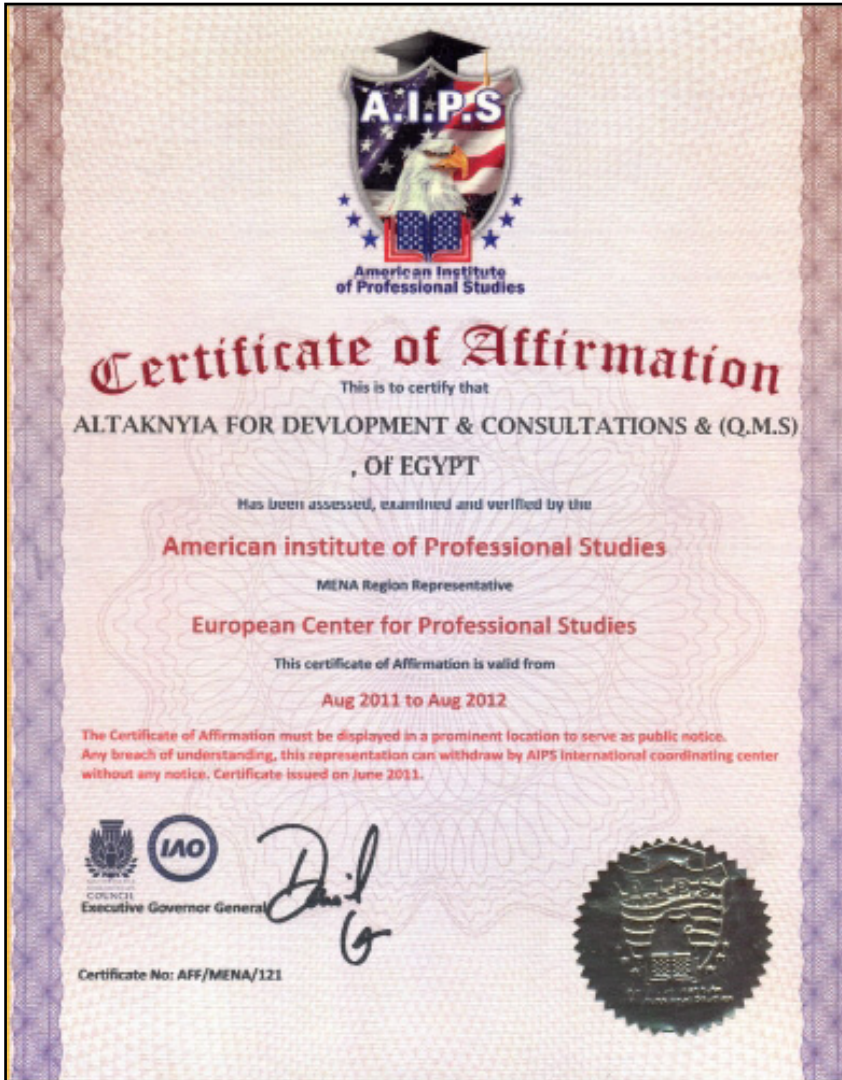 A.I.P.S
American Institute
of Professional Studies
Certificate of Affirmation
This is to certify that
ALTAKNYIA FOR DEVLOPMENT & CONSULTATIONS & (Q.M.S)
, Of EGYPT
Has been assessed, examined and verified by the
American institute of Professional Studies
MENA Region Representative
European Center for Professional Studies
This certificate of Affirmation is valid from
Aug 2011 to Aug 2012
The Certificate of Affirmation must be displayed in a prominent location to serve as public notice.
Any breach of understanding, this representation can withdraw by AIPS international coordinating center
without any notice. Certificate issued on June 2011.
IAO
COUNCIL
Executive Governor General
Certificate No: AFF/MENA/121